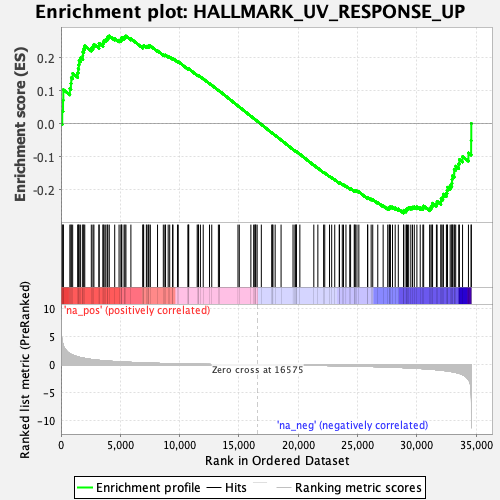 Enrichment plot: HALLMARK_UV_RESPONSE_UP
Enrichment score (ES)
0.2
0.1
0.0
-0.1
-0.2
'na_pos' (positively correlated)
Ranked list metric (PreRanked)
10
5
0
-5
-10
Zero cross at 16575
'na_neg' (negatively correlated)
0
5,000
10,000
15,000
20,000
25,000
30,000
35,000
Rank in Ordered Dataset
Enrichment profile
Hits
Ranking metric scores